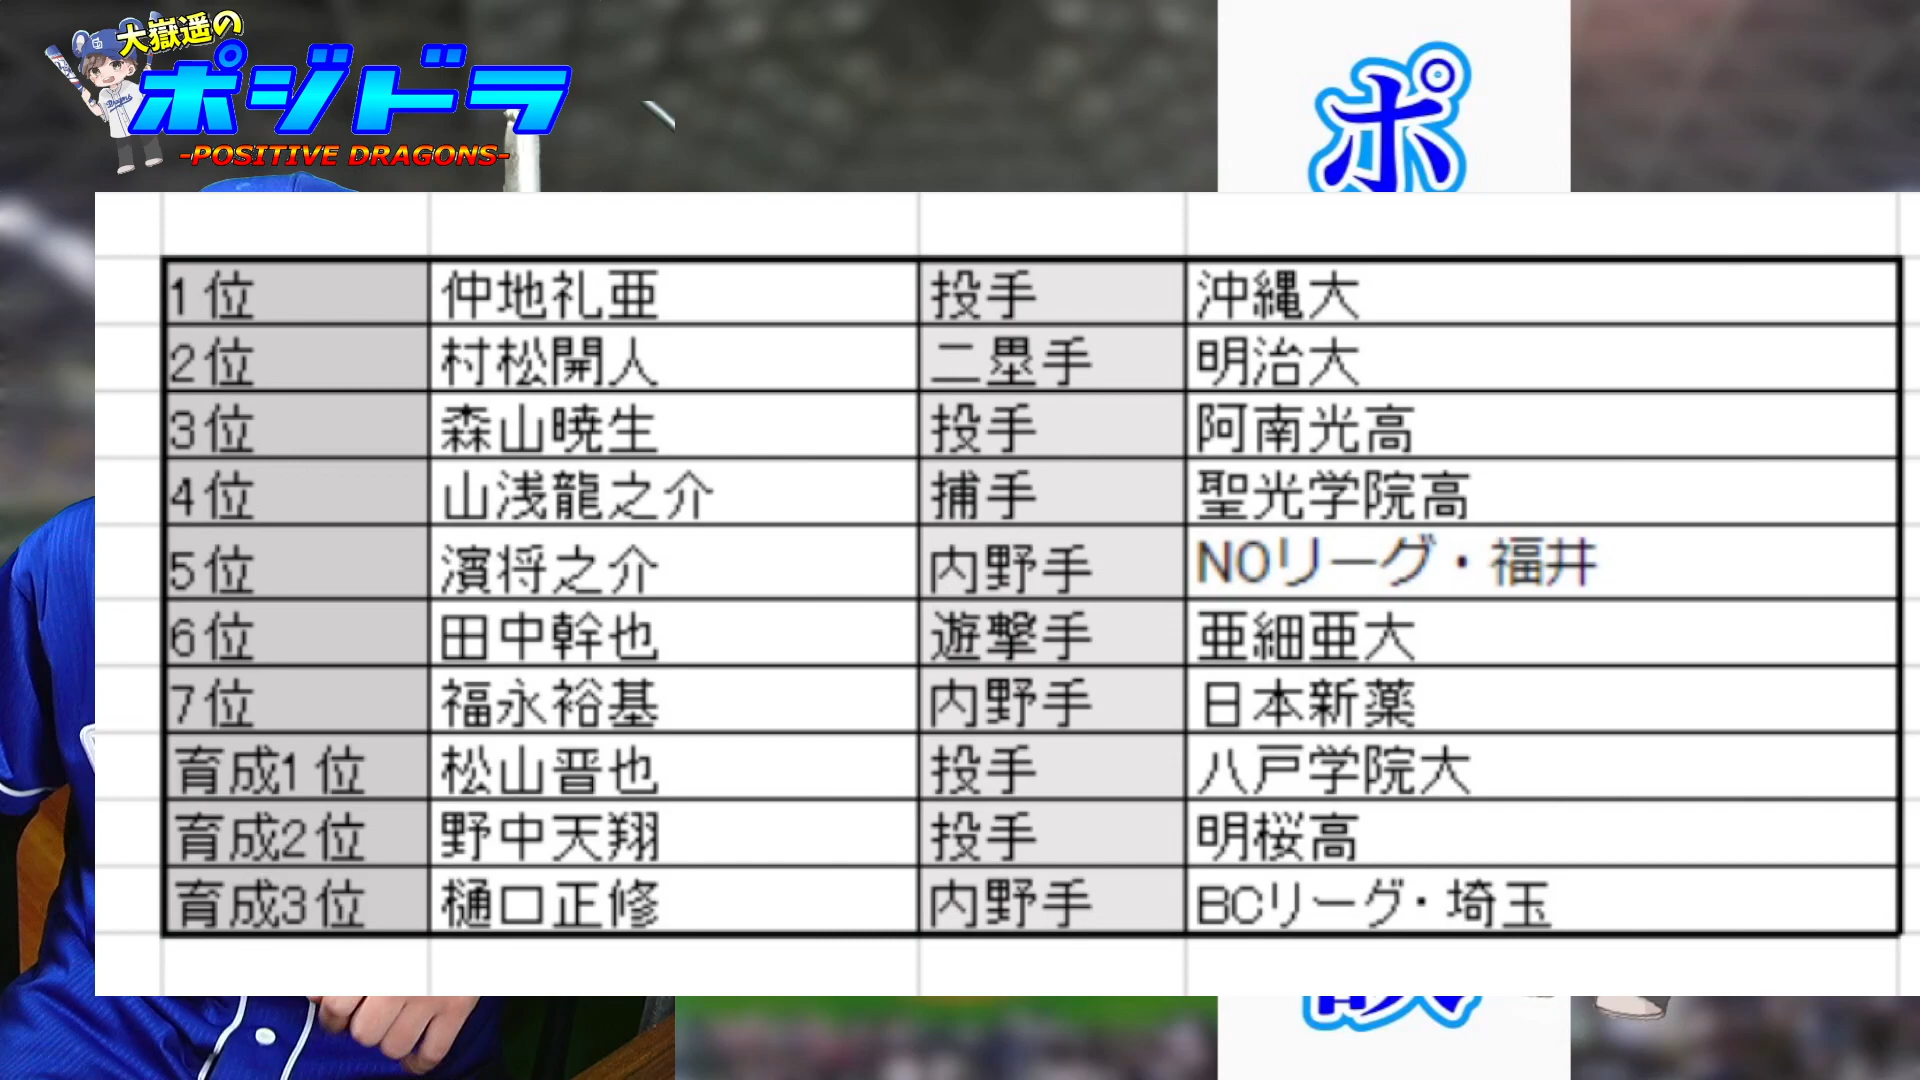 大嶽遥の
ポジドラ
-POSITIVE DRAGONS-
ポ
1位 仲地礼亜 投手 沖縄大
2位 村松開人 二塁手 明治大
3位 森山暁生 投手 阿南光高
4位 山浅龍之介 捕手 聖光学院高
5位 濱将之介 内野手 NOリーグ・福井
6位 田中幹也 遊撃手 亜細亜大
7位 福永裕基 内野手 日本新薬
育成1位 松山晋也 投手 八戸学院大
育成2位 野中天翔 投手 明桜高
育成3位 樋口正修 内野手 BCリーグ・埼玉